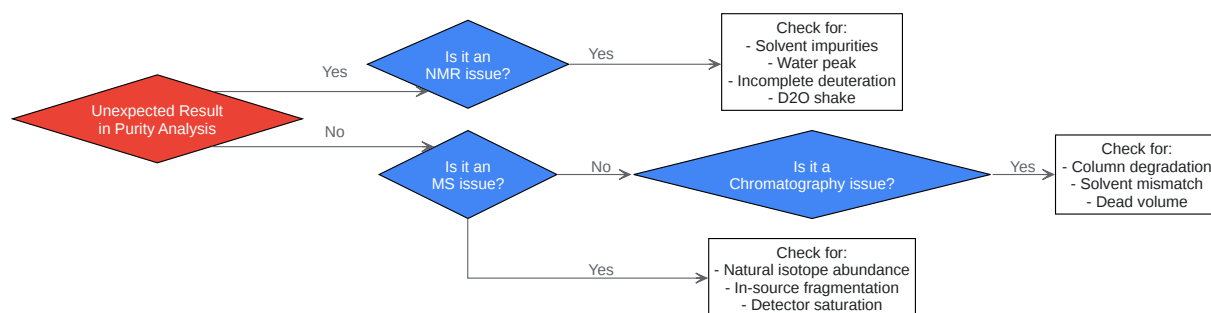 Unexpected Result
in Purity Analysis
Yes
No
Is it an
NMR issue?
Yes
Check for:
- Solvent impurities
- Water peak
- Incomplete deuteration
- D2O shake
Is it an
MS issue?
No
Is it a
Chromatography issue?
Yes
Check for:
- Column degradation
- Solvent mismatch
- Dead volume
Yes
Check for:
- Natural isotope abundance
- In-source fragmentation
- Detector saturation